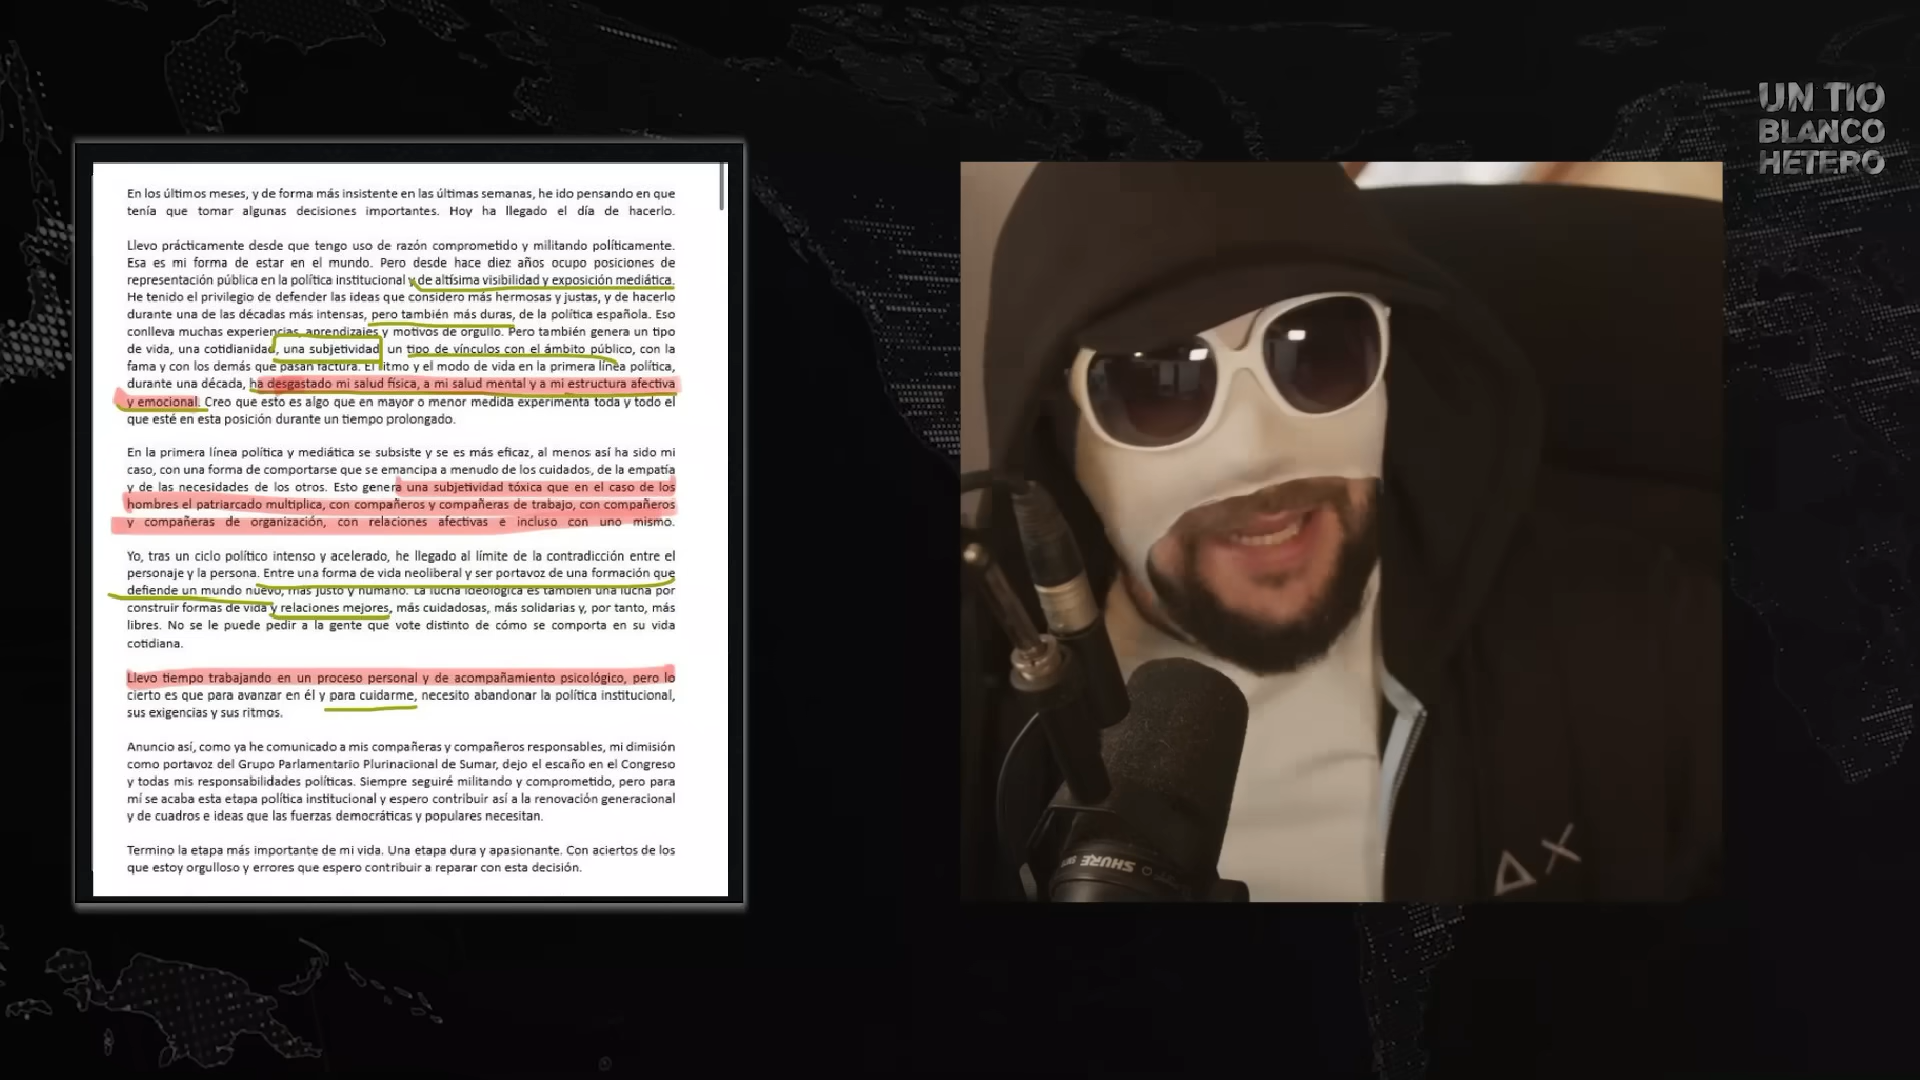 En los últimos meses, y de forma más insistente en las últimas semanas, he ido pensando en que
tenía que tomar algunas decisiones importantes. Hoy ha llegado el día de hacerlo.
Llevo prácticamente desde que tengo uso de razón comprometido y militando políticamente.
Esa es mi forma de estar en el mundo. Pero desde hace diez años ocupo posiciones de
representación pública en la política institucional y de altísima visibilidad y exposición mediática.
He tenido el privilegio de defender las ideas que considero más hermosas y justas, y de hacerlo
durante una de las décadas más intensas, pero también más duras, de la política española. Eso
conlleva muchas experiencias, aprendizajes y motivos de orgullo. Pero también genera un tipo
de vida, una cotidianidad, una subjetividad, un tipo de vínculos con el ámbito público, con la
fama y con los demás que pasan factura. El ritmo y el modo de vida en la primera línea política,
durante una década, ha desgastado mi salud física, a mi salud mental y a mi estructura afectiva
y emocional. Creo que esto es algo que en mayor o menor medida experimenta toda y todo el
que esté en esta posición durante un tiempo prolongado.
En la primera línea política y mediática se subsiste y se es más eficaz, al menos así ha sido mi
caso, con una forma de comportarse que se emancipa a menudo de los cuidados, de la empatía
y de las necesidades de los otros. Esto genera una subjetividad tóxica que en el caso de los
hombres el patriarcado multiplica, con compañeros y compañeras de trabajo, con compañeros
y compañeras de organización, con relaciones afectivas e incluso con uno mismo.
Yo, tras un ciclo político intenso y acelerado, he llegado al límite de la contradicción entre el
personaje y la persona. Entre una forma de vida neoliberal y ser portavoz de una formación que
defiende un mundo nuevo, más justo y humano. La lucha ideológica es también una lucha por
construir formas de vida y relaciones mejores, más cuidadosas, más solidarias y, por tanto, más
libres. No se le puede pedir a la gente que vote distinto de cómo se comporta en su vida
cotidiana.
Llevo tiempo trabajando en un proceso personal y de acompañamiento psicológico, pero lo
cierto es que para avanzar en él y para cuidarme, necesito abandonar la política institucional,
sus exigencias y sus ritmos.
Anuncio así, como ya he comunicado a mis compañeras y compañeros responsables, mi dimisión
como portavoz del Grupo Parlamentario Plurinacional de Sumar, dejo el escaño en el Congreso
y todas mis responsabilidades políticas. Siempre seguiré militando y comprometido, pero para
mí se acaba esta etapa política institucional y espero contribuir así a la renovación generacional
y de cuadros e ideas que las fuerzas democráticas y populares necesitan.
Termino la etapa más importante de mi vida. Una etapa dura y apasionante. Con aciertos de los
que estoy orgulloso y errores que espero contribuir a reparar con esta decisión.
UN TIO
BLANCO
HETERO
SHURE